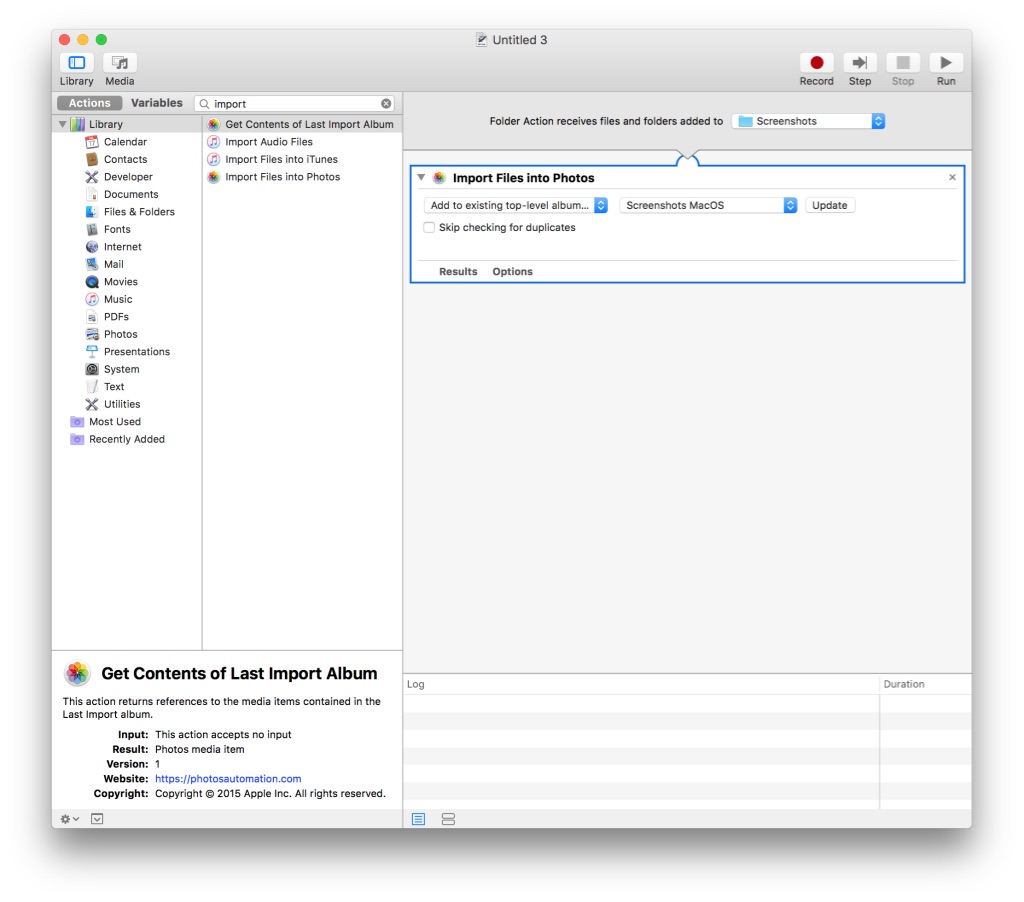 Untitled 3
Library
Media
Record
Step
Stop
Run
Actions
Variables
import
Library
Calendar
Contacts
Developer
Documents
Files & Folders
Fonts
Internet
Mail
Movies
Music
PDFs
Photos
Presentations
System
Text
Utilities
Most Used
Recently Added
Get Contents of Last Import Album
Import Audio Files
Import Files into iTunes
Import Files into Photos
Folder Action receives files and folders added to
Screenshots
Import Files into Photos
Add to existing top-level album...
Screenshots MacOS
Update
Skip checking for duplicates
Results
Options
Get Contents of Last Import Album
This action returns references to the media items contained in the
Last Import album.
Input: This action accepts no input
Result: Photos media item
Version: 1
Website: https://photosautomation.com
Copyright: Copyright © 2015 Apple Inc. All rights reserved.
Log
Duration